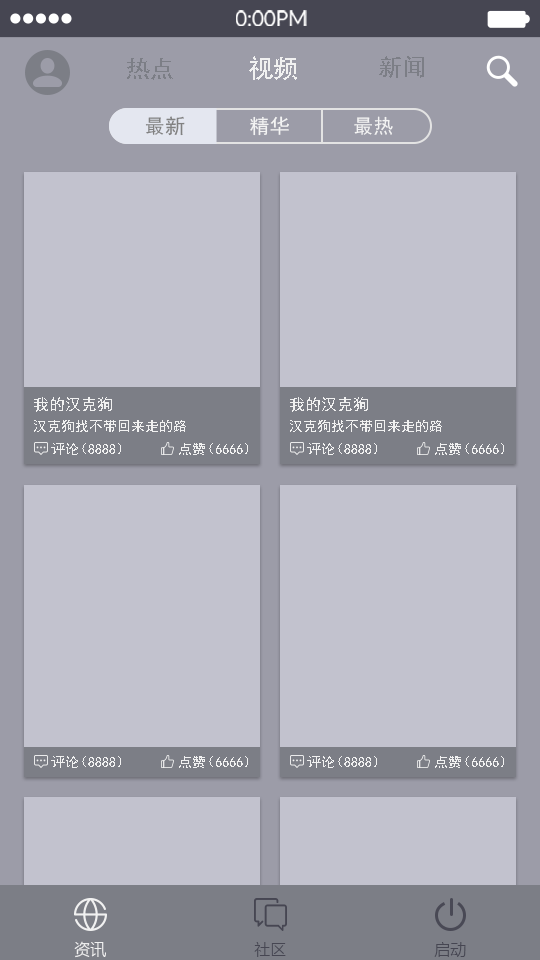 0:00PM
热点 视频 新闻
最新 精华 最热
我的汉克狗 我的汉克狗
汉克狗找不带回来走的路 汉克狗找不带回来走的路
评论(8888) 点赞(6666) 评论(8888) 点赞(6666)
评论(8888) 点赞(6666) 评论(8888) 点赞(6666)
资讯 社区 启动